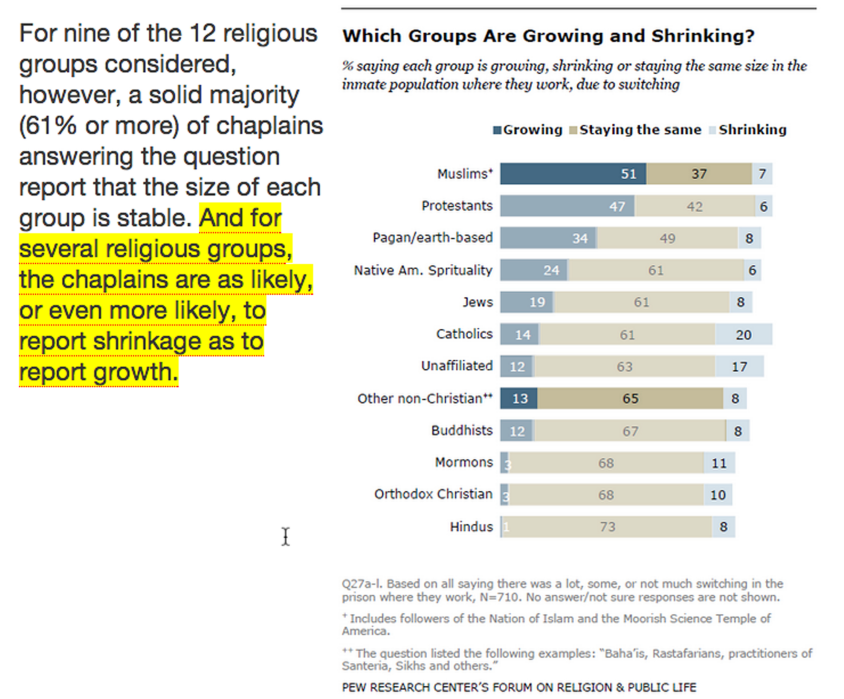 For nine of the 12 religious
groups considered,
however, a solid majority
(61% or more) of chaplains
answering the question
report that the size of each
group is stable. And for
several religious groups,
the chaplains are as likely,
or even more likely, to
report shrinkage as to
report growth.
Which Groups Are Growing and Shrinking?
% saying each group is growing, shrinking or staying the same size in the
inmate population where they work, due to switching
Growing Staying the same Shrinking
Muslims+ 51 37 7
Protestants 47 42 6
Pagan/earth-based 34 49 8
Native Am. Sprituality 24 61 6
Jews 19 61 8
Catholics 14 61 20
Unaffiliated 12 63 17
Other non-Christian++ 13 65 8
Buddhists 12 67 8
Mormons 3 68 11
Orthodox Christian 3 68 10
Hindus 1 73 8
Q27a-l. Based on all saying there was a lot, some, or not much switching in the
prison where they work, N=710. No answer/not sure responses are not shown.
+ Includes followers of the Nation of Islam and the Moorish Science Temple of
America.
++ The question listed the following examples: “Baha’is, Rastafarians, practitioners of
Santeria, Sikhs and others.”
PEW RESEARCH CENTER’S FORUM ON RELIGION & PUBLIC LIFE